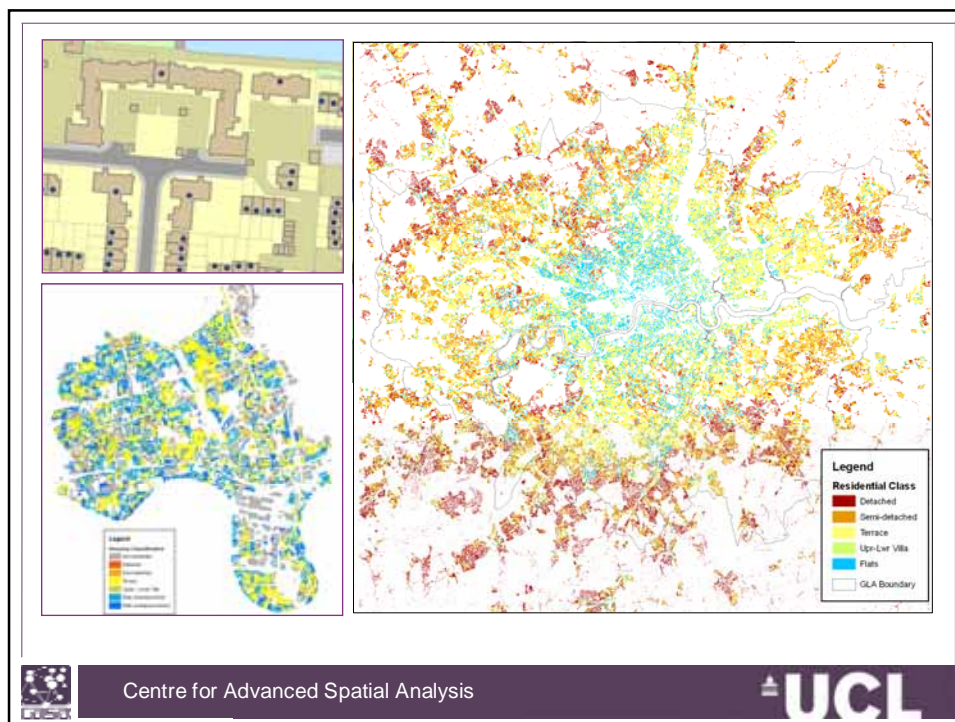 Legend
Residential Class
Detached
Semi-detached
Terrace
Upr-Lwr Villa
Flats
GLA Boundary
Legend
Centre for Advanced Spatial Analysis
UCL